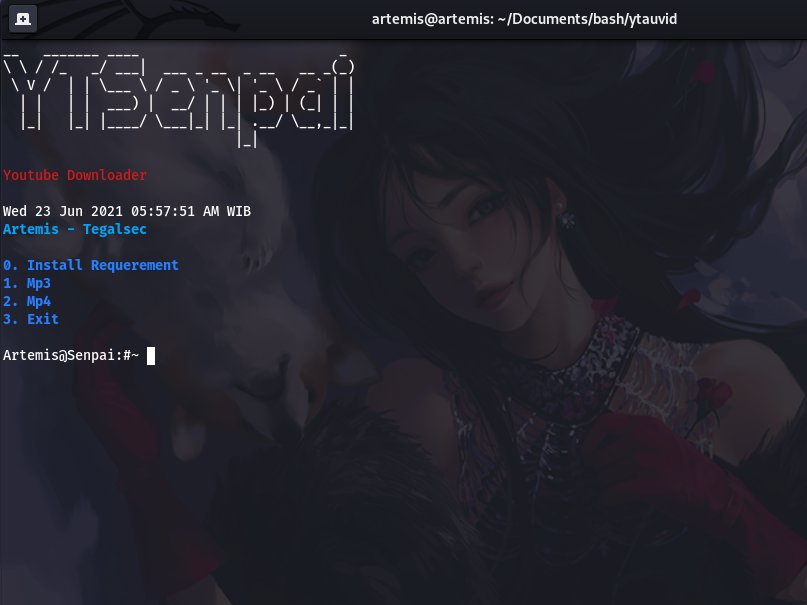 artemis@artemis: ~/Documents/bash/ytauvid
YTSenpai
Youtube Downloader
Wed 23 Jun 2021 05:57:51 AM WIB
Artemis - Tegalsec
0. Install Requerement
1. Mp3
2. Mp4
3. Exit
Artemis@Senpai:#~